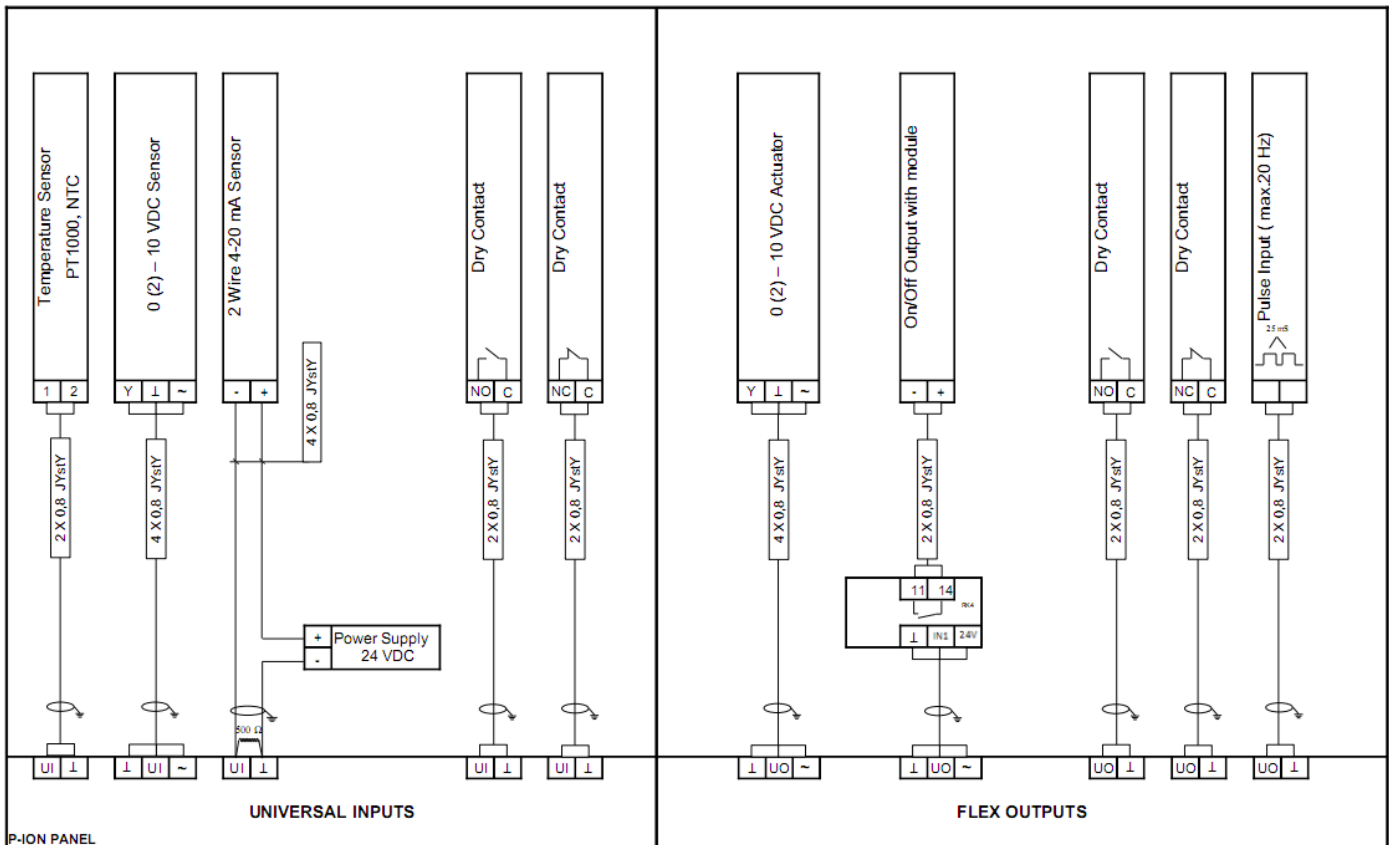 Temperature Sensor
PT1000, NTC
0 (2) – 10 VDC Sensor
2 Wire 4-20 mA Sensor
Dry Contact
Dry Contact
0 (2) – 10 VDC Actuator
On/Off Output with module
Dry Contact
Dry Contact
Pulse Input ( max.20 Hz)
25 mS
1 2
Y ⊥ ~
- +
NO C
NC C
Y ⊥ ~
- +
NO C
NC C
4 X 0,8 JYstY
2 X 0,8 JYstY
4 X 0,8 JYstY
2 X 0,8 JYstY
2 X 0,8 JYstY
4 X 0,8 JYstY
2 X 0,8 JYstY
2 X 0,8 JYstY
2 X 0,8 JYstY
2 X 0,8 JYstY
11 14
RK4
⊥ IN1 24V
+ Power Supply
- 24 VDC
500 Ω
UI ⊥
⊥ UI ~
UI ⊥
UI ⊥
UI ⊥
⊥ UO ~
⊥ UO ~
UO ⊥
UO ⊥
UO ⊥
UNIVERSAL INPUTS
FLEX OUTPUTS
P-ION PANEL